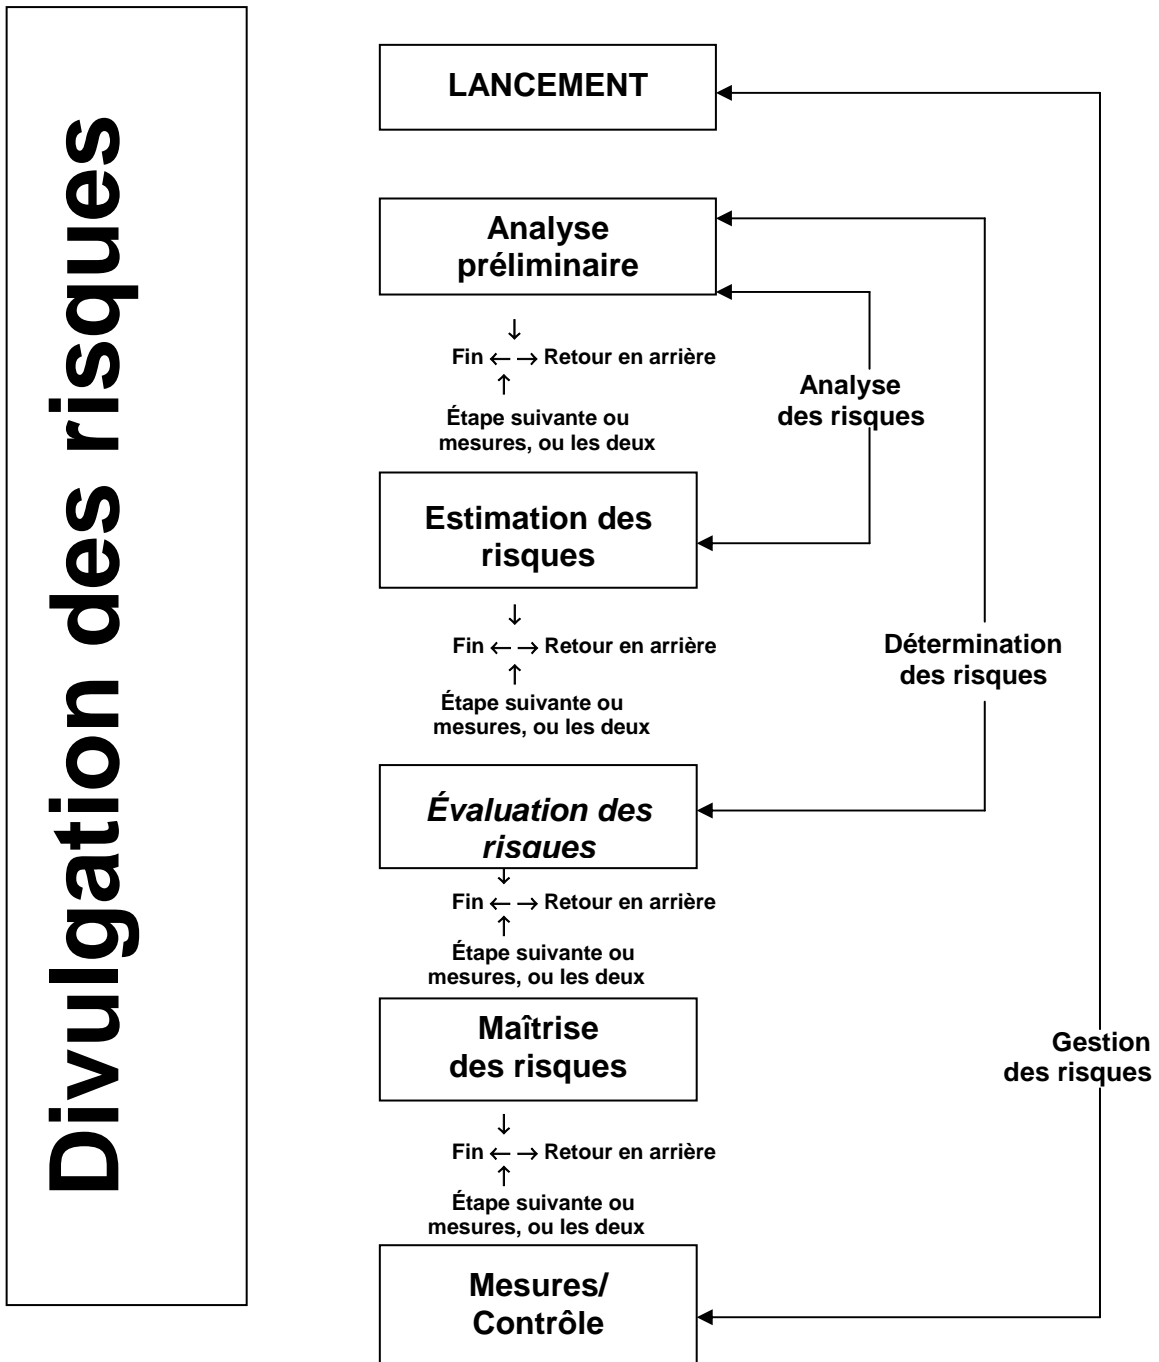 Divulgation des risques
LANCEMENT
Analyse
préliminaire
↓
Fin ← → Retour en arrière
↑
Étape suivante ou
mesures, ou les deux
Analyse
des risques
Estimation des
risques
↓
Fin ← → Retour en arrière
↑
Étape suivante ou
mesures, ou les deux
Détermination
des risques
Évaluation des
risques
↓
Fin ← → Retour en arrière
↑
Étape suivante ou
mesures, ou les deux
Maîtrise
des risques
Gestion
des risques
↓
Fin ← → Retour en arrière
↑
Étape suivante ou
mesures, ou les deux
Mesures/
Contrôle